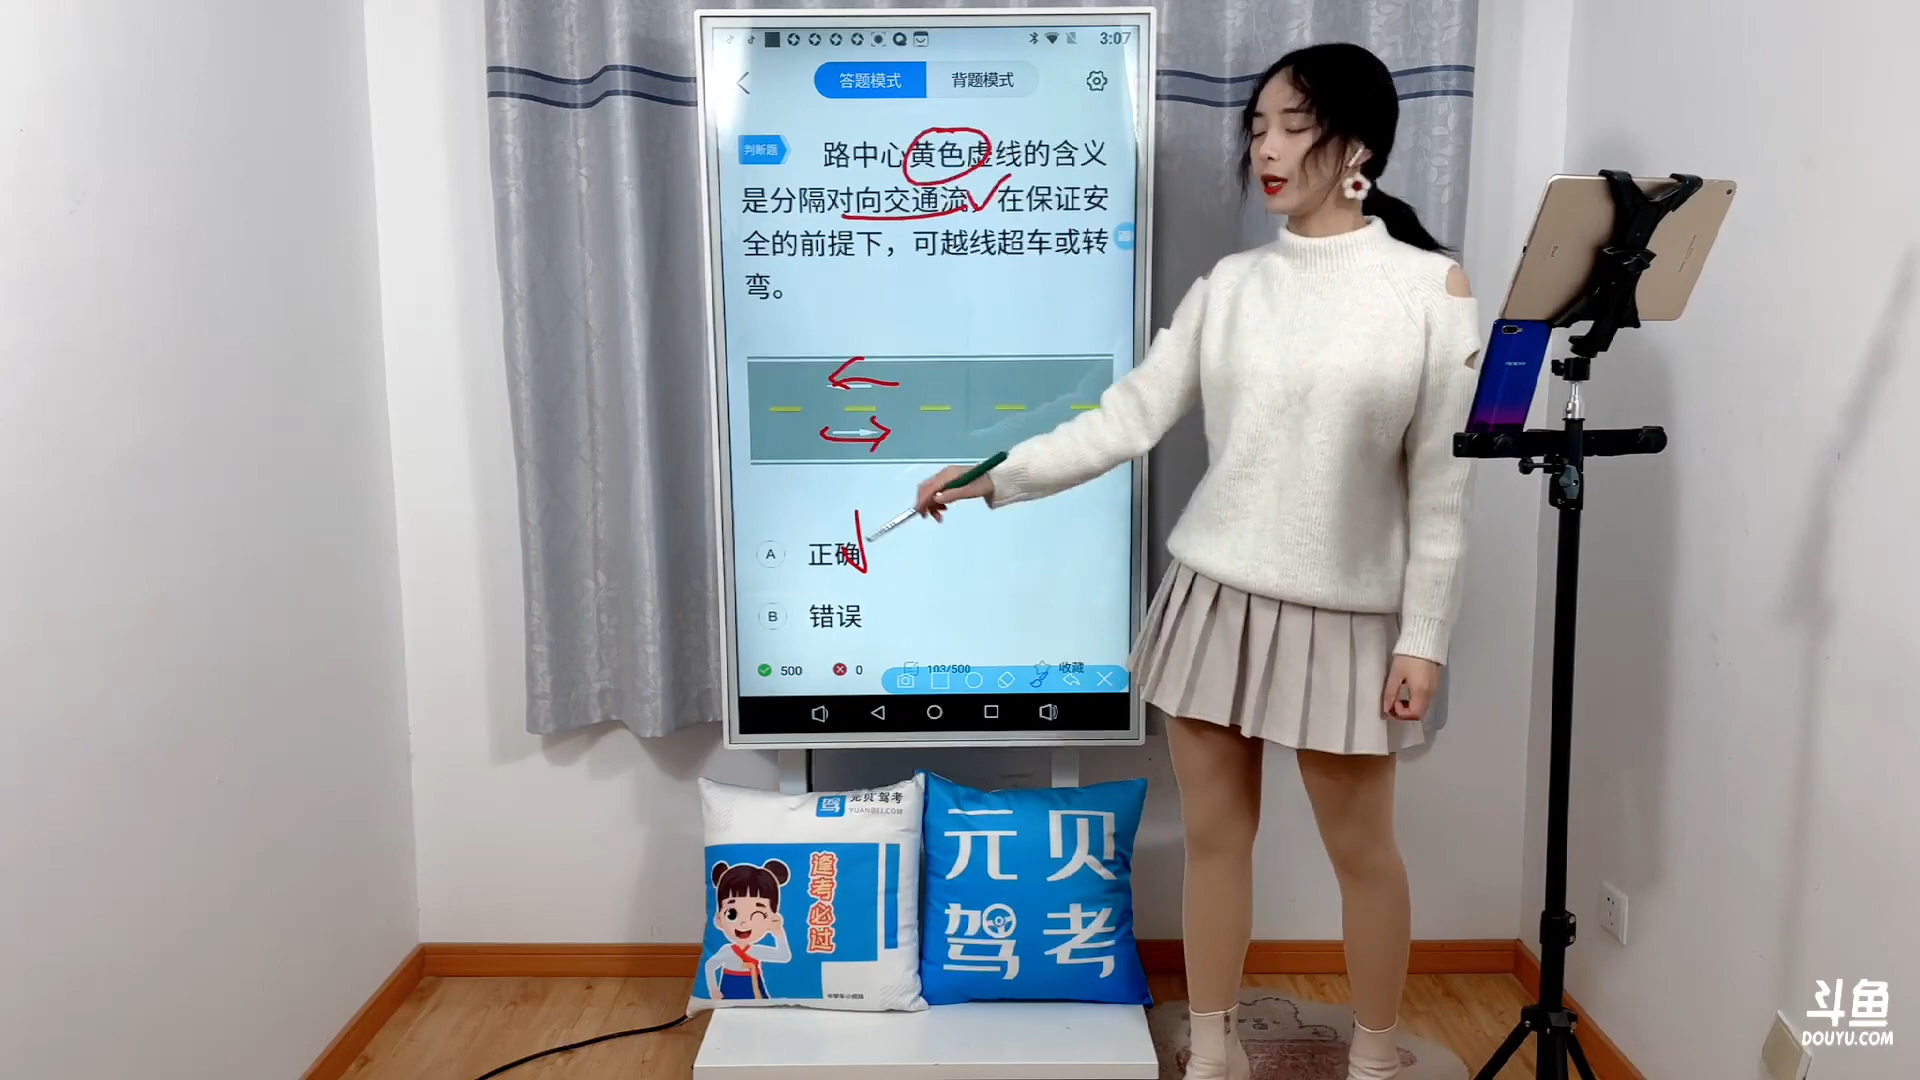 3:07
答题模式
背题模式
判断题
路中心黄色虚线的含义
是分隔对向交通流，在保证安
全的前提下，可越线超车或转
弯。
A 正确
B 错误
500
0
103/500
收藏
驾
元贝驾考
YUANBEI.COM
逢考必过
元贝
驾考
oppo
斗鱼
DOUYU.COM